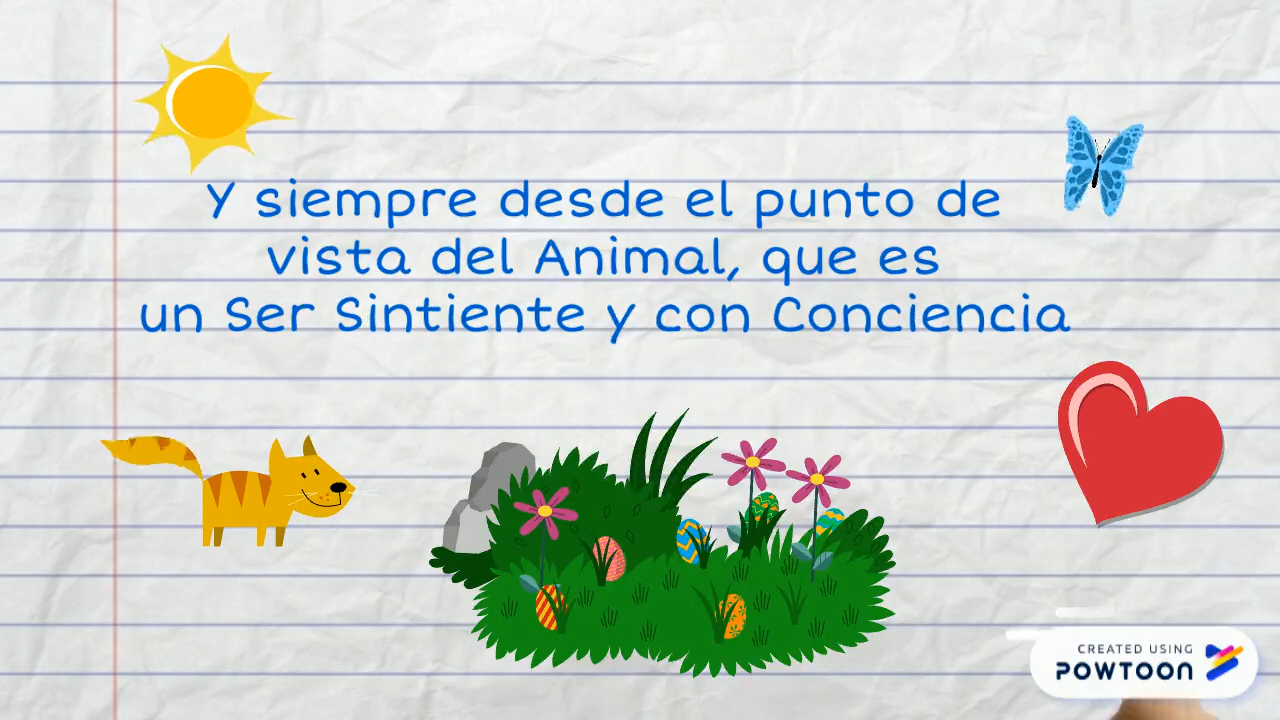 Y siempre desde el punto de
vista del Animal, que es
un Ser Sintiente y con Conciencia
CREATED USING
POWTOON